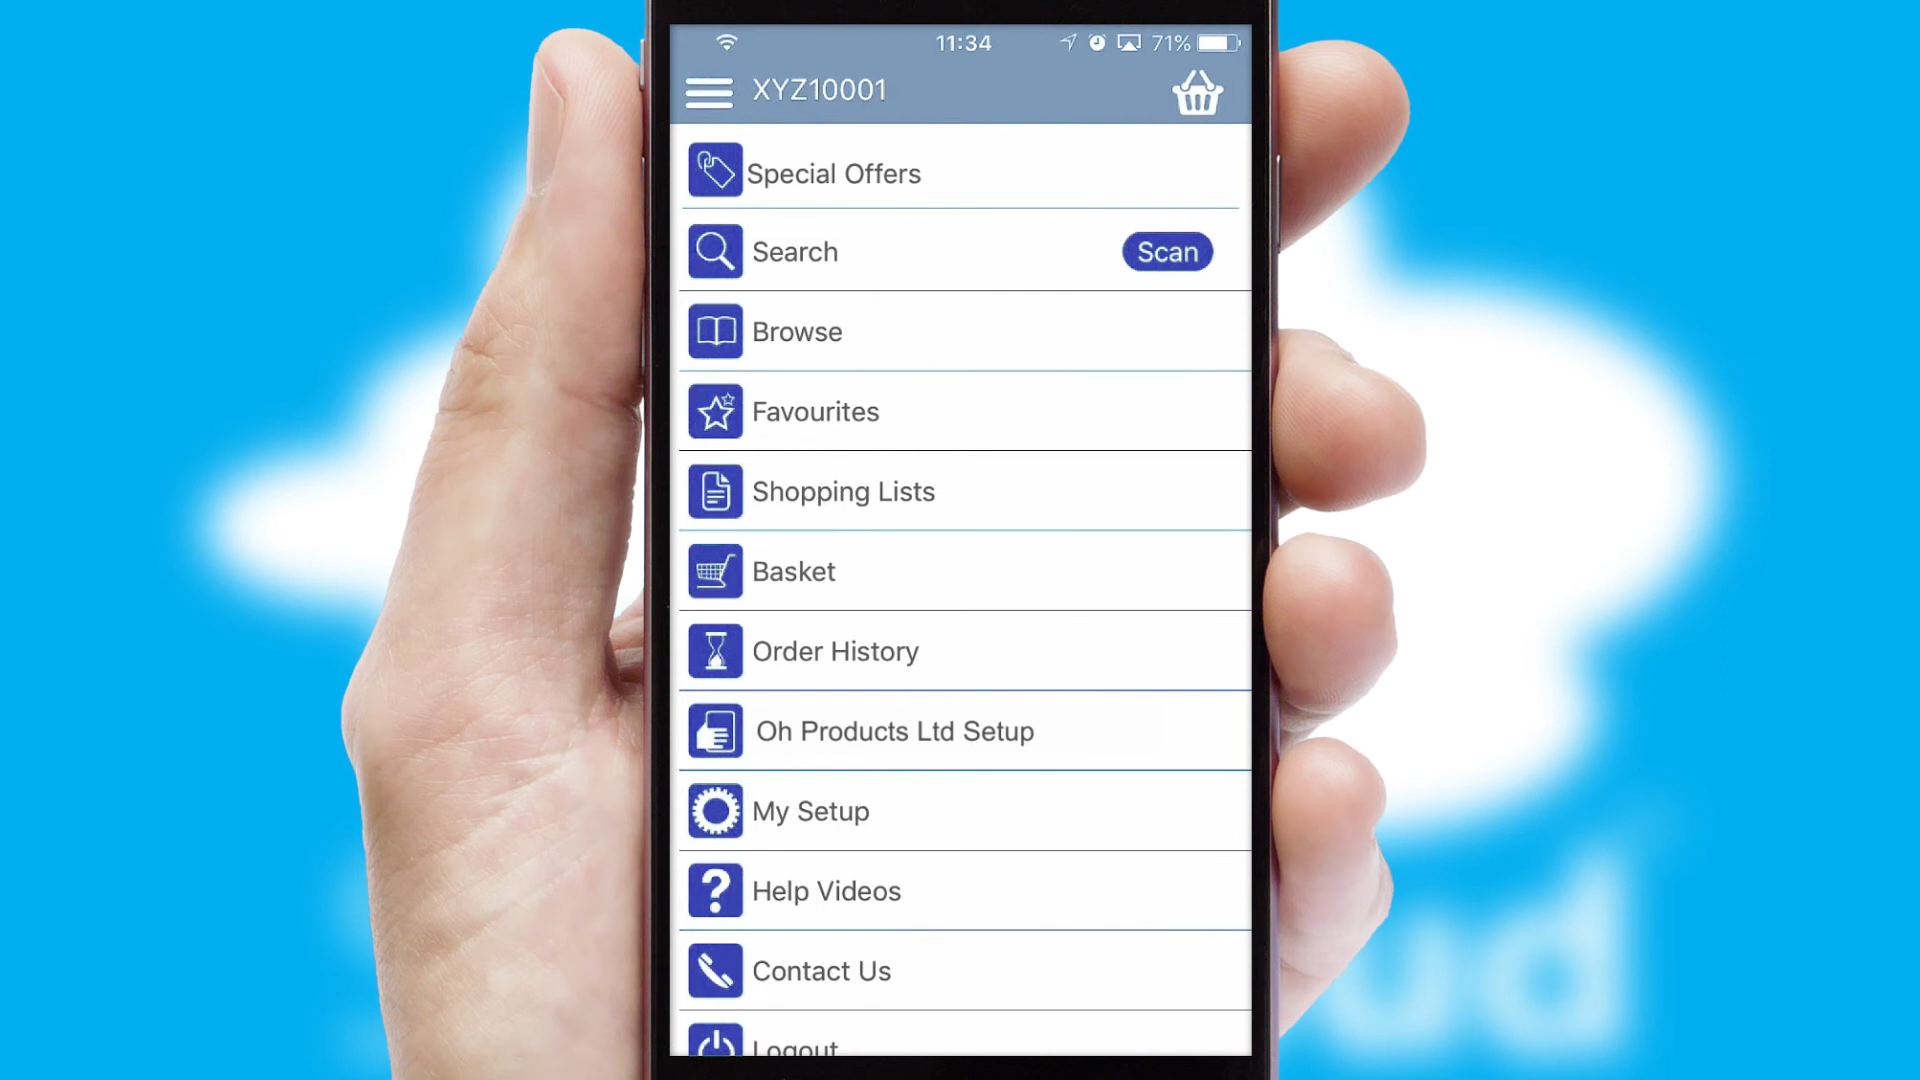 11:34
71%
XYZ10001
Special Offers
Search
Scan
Browse
Favourites
Shopping Lists
Basket
Order History
Oh Products Ltd Setup
My Setup
Help Videos
Contact Us
Logout
ud